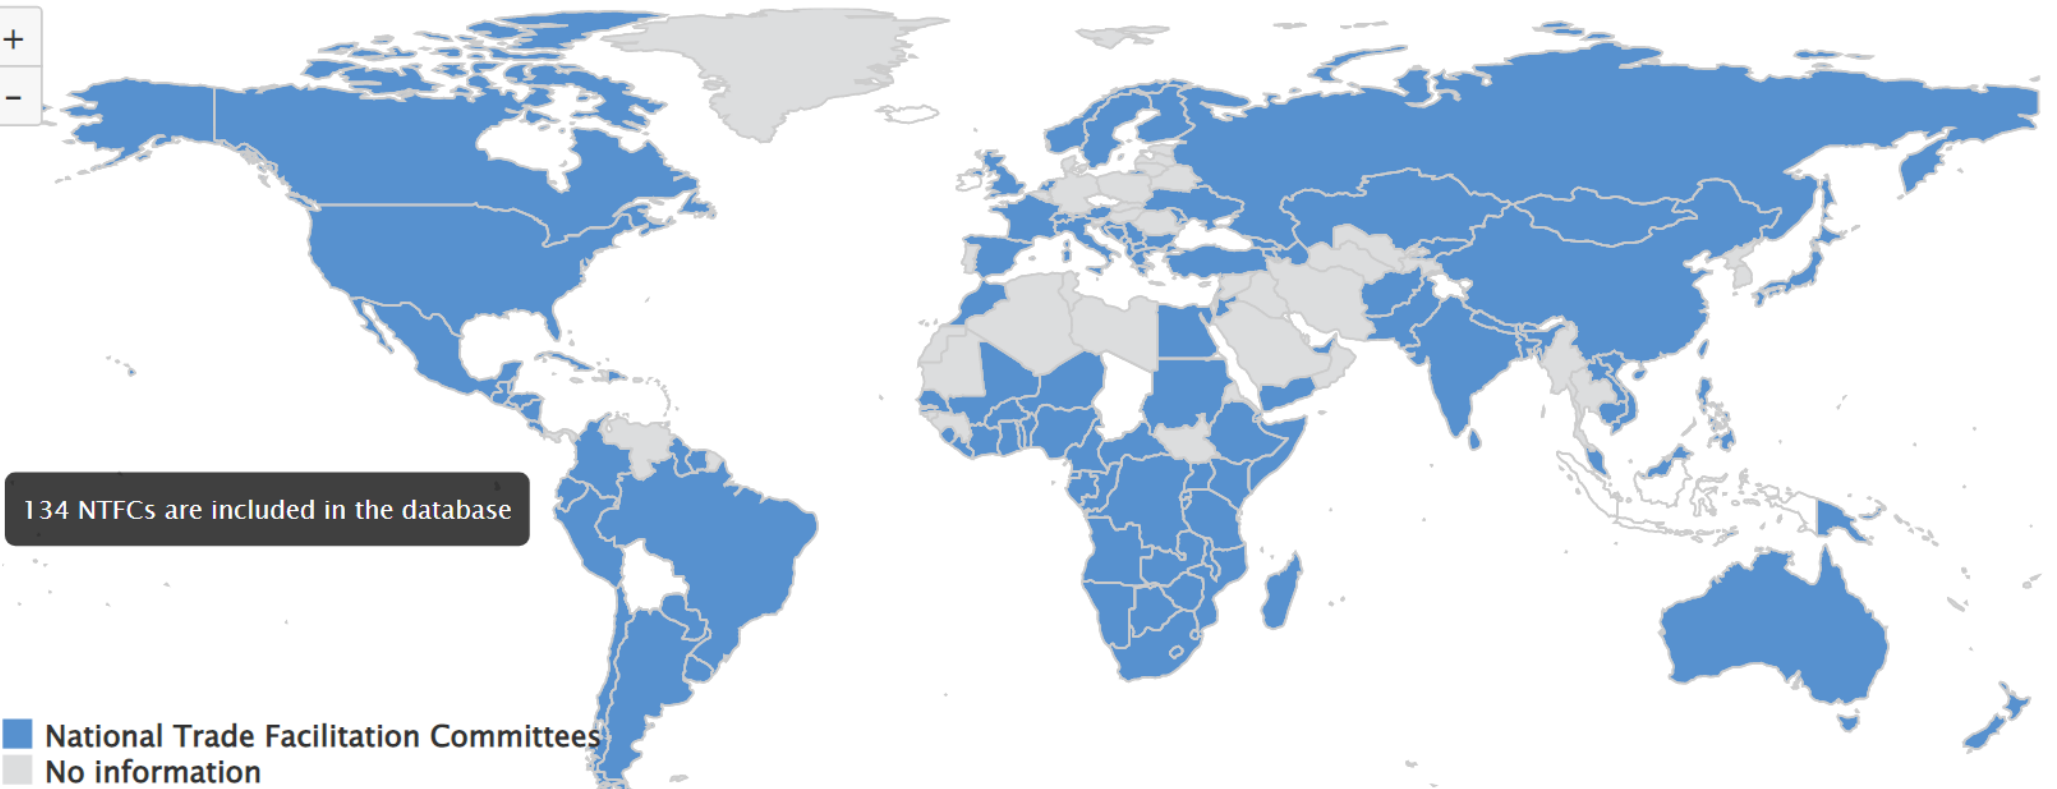 +
−
134 NTFCs are included in the database
National Trade Facilitation Committees
No information